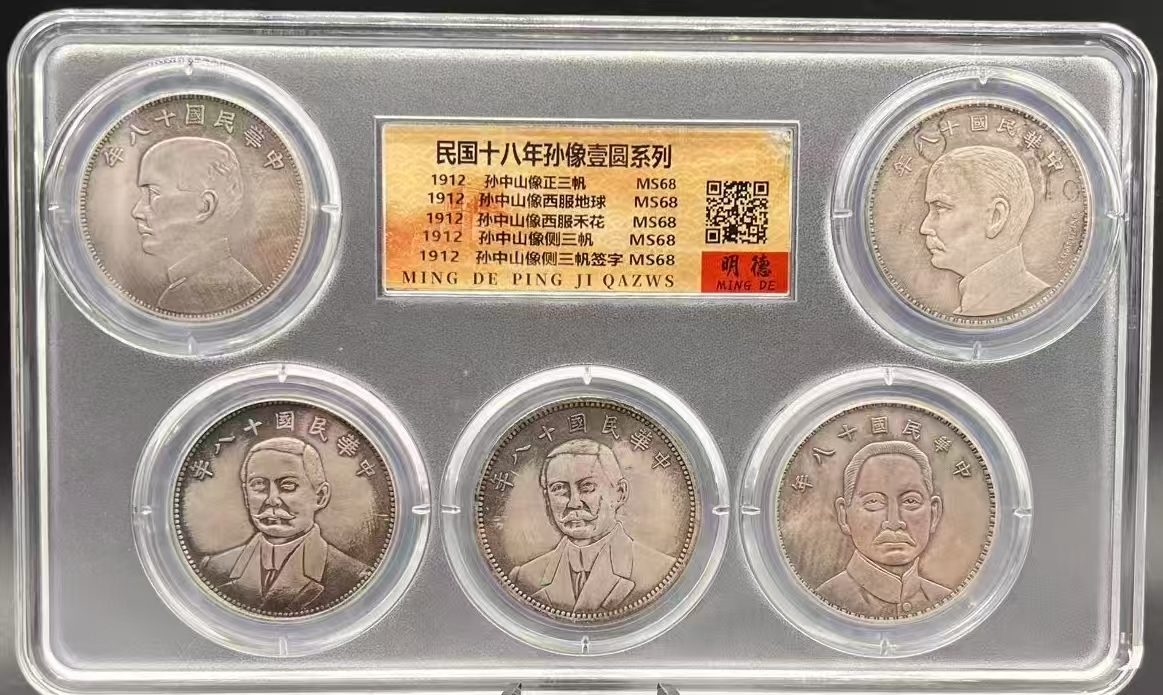 中華民國十八年
中華民國十八年
民国十八年孙像壹圆系列
1912 孙中山像正三帆 MS68
1912 孙中山像西服地球 MS68
1912 孙中山像西服禾花 MS68
1912 孙中山像侧三帆 MS68
1912 孙中山像侧三帆签字 MS68
MING DE PING JI QAZWS
明德
MING DE
中華民國十八年
中華民國十八年
中華民國十八年